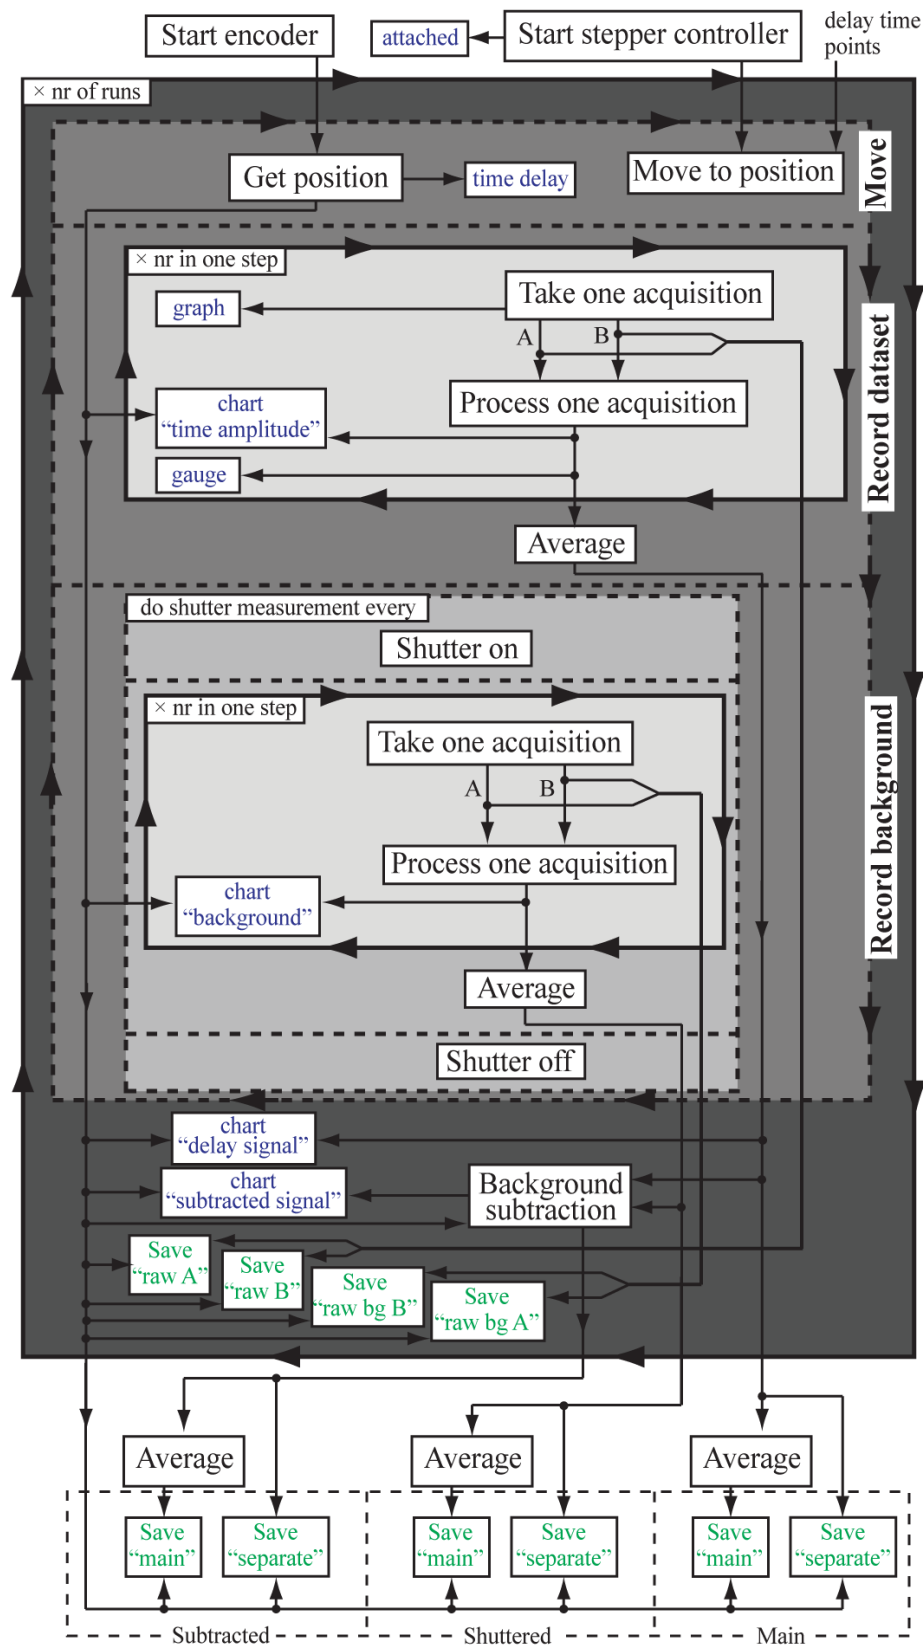 Start encoder
attached
Start stepper controller
delay time
points
× nr of runs
Get position
time delay
Move to position
Move
× nr in one step
graph
Take one acquisition
A
B
chart
“time amplitude”
Process one acquisition
gauge
Record dataset
Average
do shutter measurement every
Shutter on
× nr in one step
Take one acquisition
A
B
Process one acquisition
chart
“background”
Record background
Average
Shutter off
chart
“delay signal”
chart
“subtracted signal”
Background
subtraction
Save
“raw A”
Save
“raw B”
Save
“raw bg B”
Save
“raw bg A”
Average
Average
Average
Save
“main”
Save
“separate”
Save
“main”
Save
“separate”
Save
“main”
Save
“separate”
Subtracted
Shuttered
Main